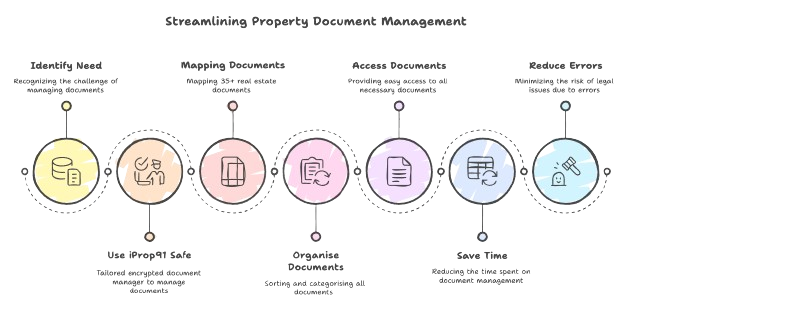 Streamlining Property Document Management
Identify Need
Recognizing the challenge of
managing documents
Mapping Documents
Mapping 35+ real estate
documents
Access Documents
Providing easy access to all
necessary documents
Reduce Errors
Minimizing the risk of legal
issues due to errors
Use iProp91 Safe
Tailored encrypted document
manager to manage
documents
Organise
Documents
Sorting and categorising all
documents
Save Time
Reducing the time spent on
document management